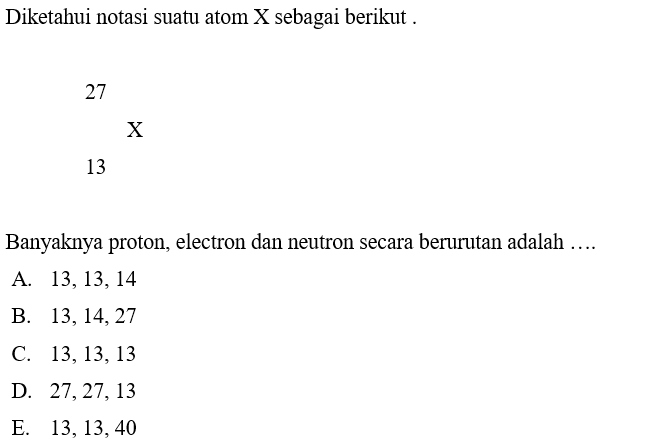 Diketahui notasi suatu atom X sebagai berikut .
27
X
13
Banyaknya proton, electron dan neutron secara berurutan adalah ….
A. 13, 13, 14
B. 13, 14, 27
C. 13, 13, 13
D. 27, 27, 13
E. 13, 13, 40